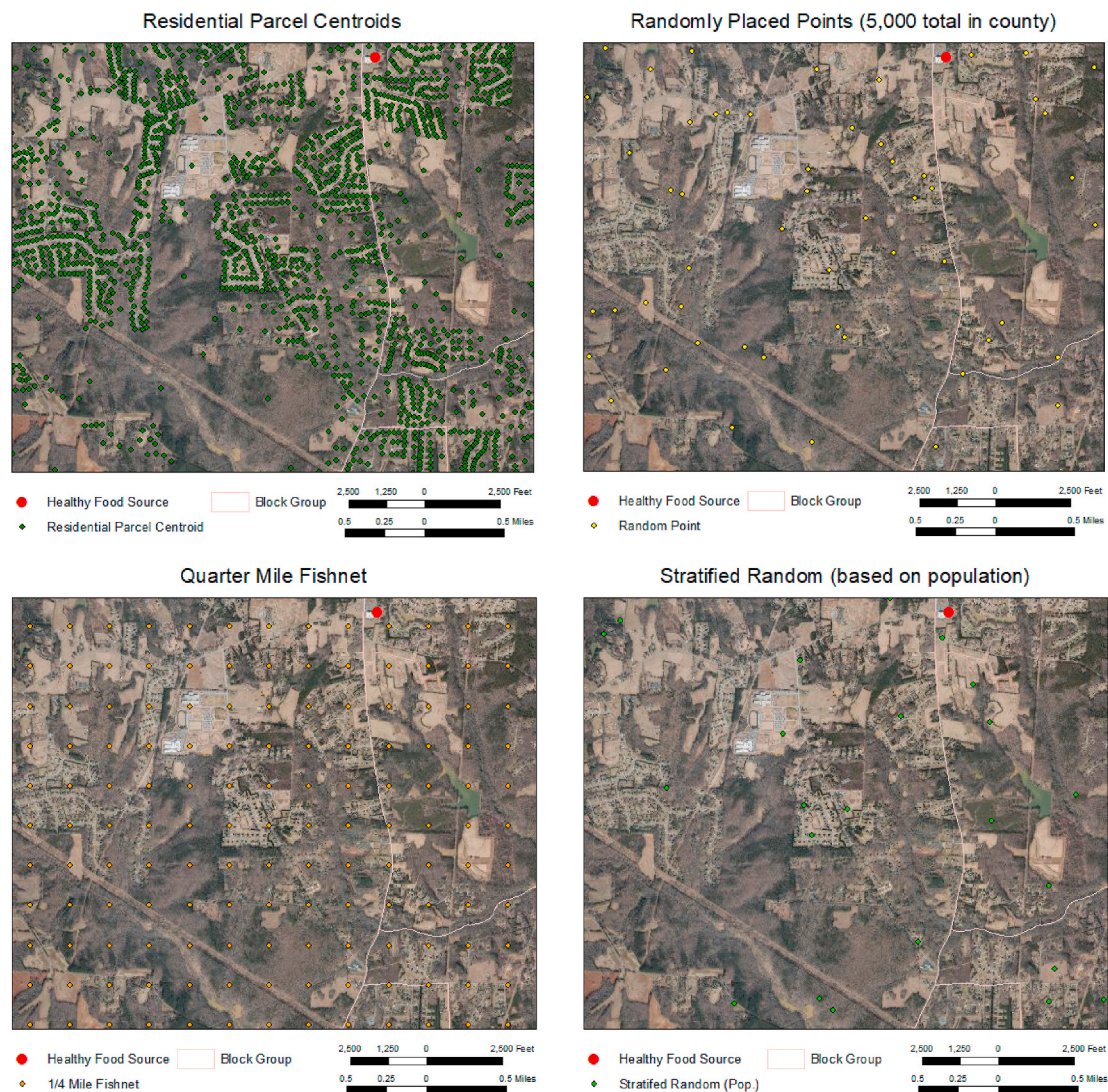 Residential Parcel Centroids
Randomly Placed Points (5,000 total in county)
Healthy Food Source
Block Group
2,500 1,250 0 2,500 Feet
Residential Parcel Centroid
0.5 0.25 0 0.5 Miles
Healthy Food Source
Block Group
2,500 1,250 0 2,500 Feet
Random Point
0.5 0.25 0 0.5 Miles
Quarter Mile Fishnet
Stratified Random (based on population)
Healthy Food Source
Block Group
2,500 1,250 0 2,500 Feet
1/4 Mile Fishnet
0.5 0.25 0 0.5 Miles
Healthy Food Source
Block Group
2,500 1,250 0 2,500 Feet
Stratifed Random (Pop.)
0.5 0.25 0 0.5 Miles